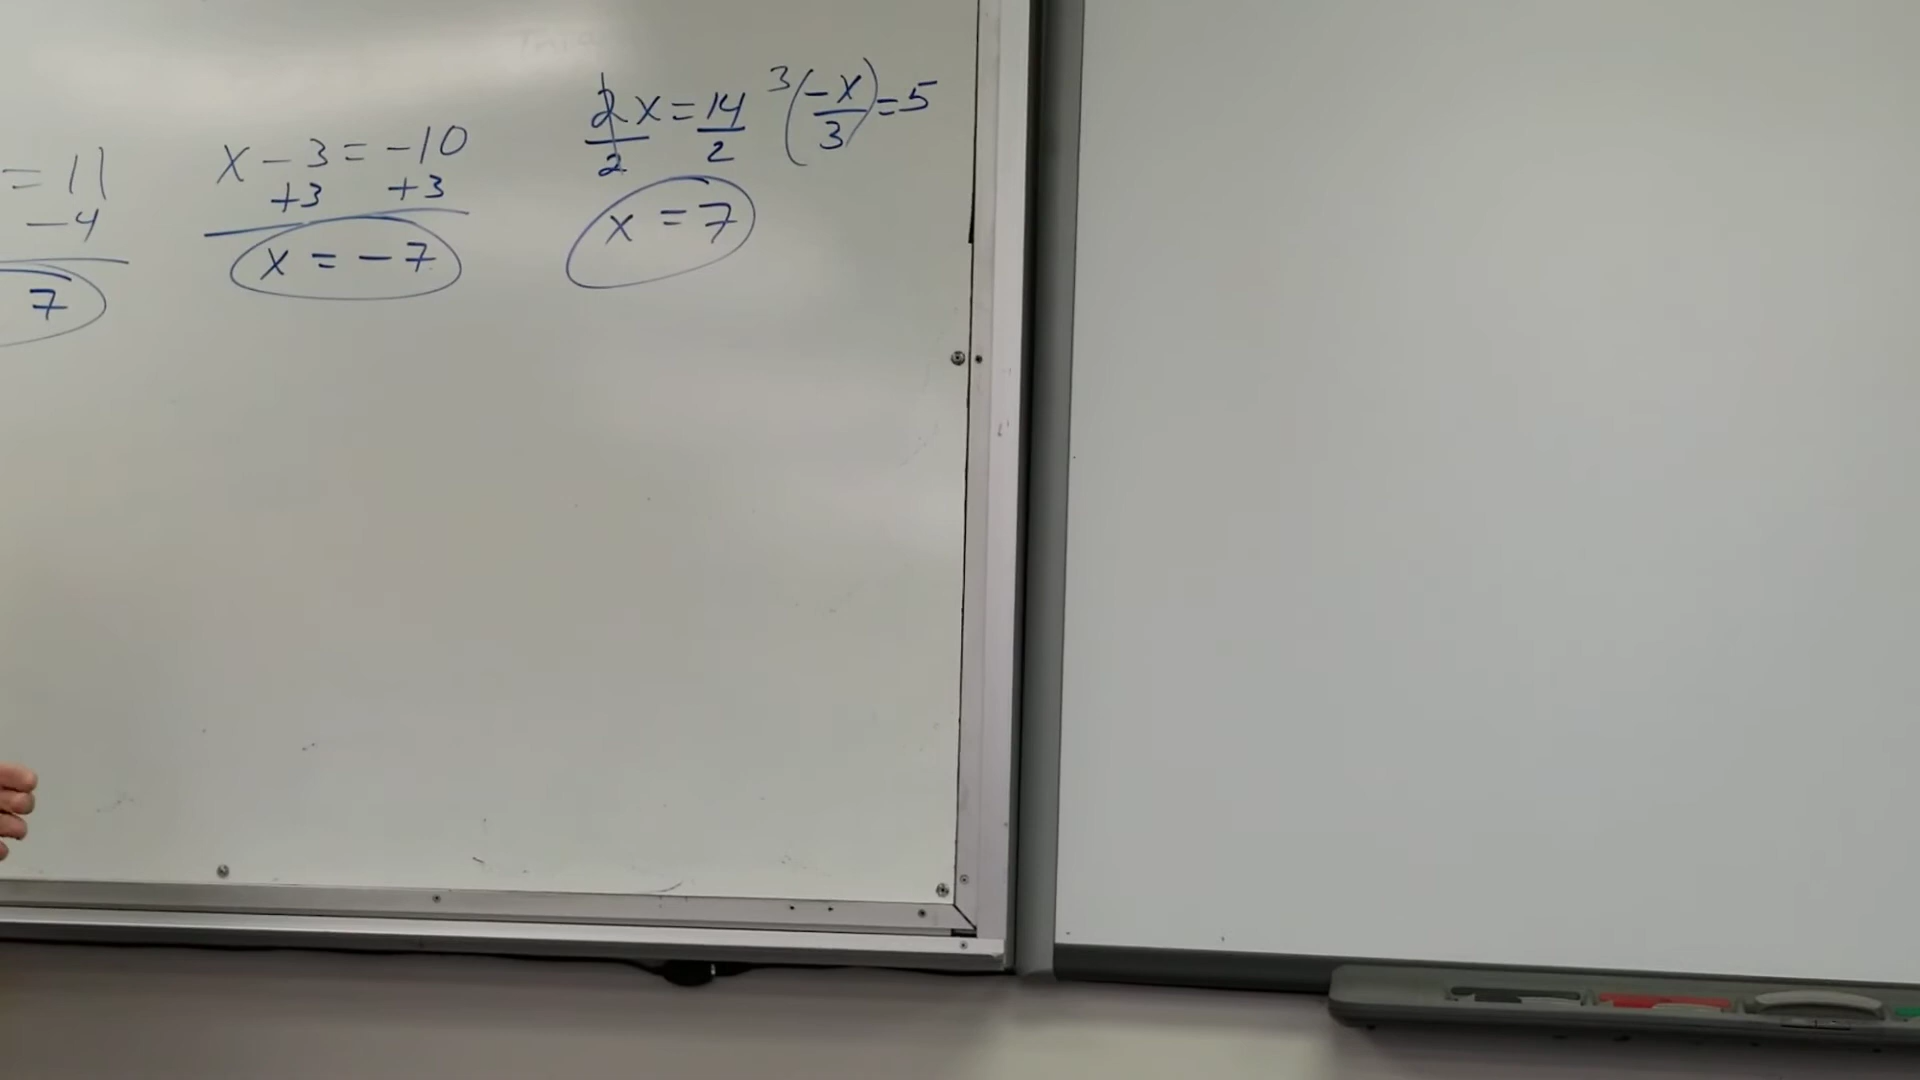 = 11
- 4
7
x - 3 = -10
+3 +3
x = -7
2x = 14
2 2
x = 7
3(-x/3) = 5